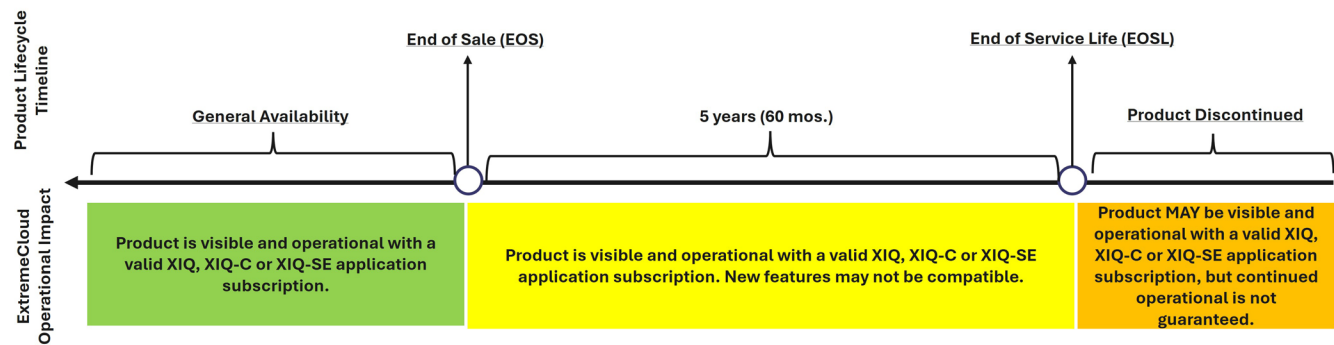 Product Lifecycle
Timeline
End of Sale (EOS)
End of Service Life (EOSL)
General Availability
5 years (60 mos.)
Product Discontinued
ExtremeCloud
Operational Impact
Product is visible and operational with a
valid XIQ, XIQ-C or XIQ-SE application
subscription.
Product is visible and operational with a valid XIQ, XIQ-C or XIQ-SE
application subscription. New features may not be compatible.
Product MAY be visible and
operational with a valid XIQ,
XIQ-C or XIQ-SE application
subscription, but continued
operational is not
guaranteed.